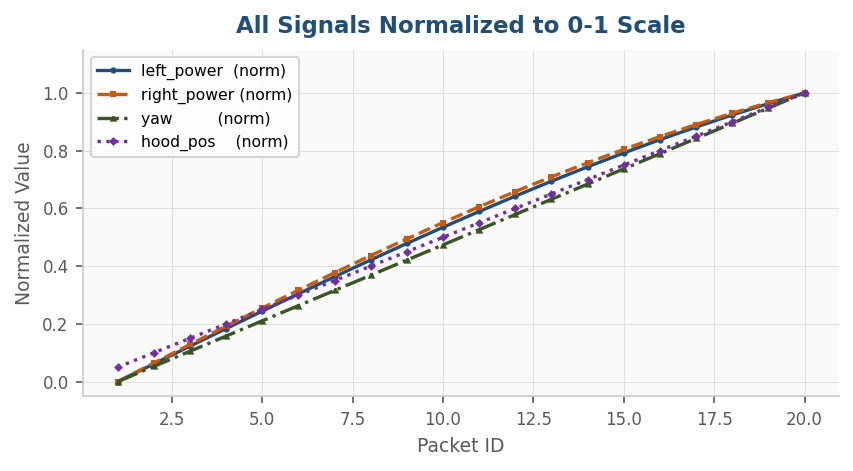 All Signals Normalized to 0-1 Scale
left_power  (norm)
right_power (norm)
yaw         (norm)
hood_pos    (norm)
Normalized Value
1.0
0.8
0.6
0.4
0.2
0.0
2.5 5.0 7.5 10.0 12.5 15.0 17.5 20.0
Packet ID